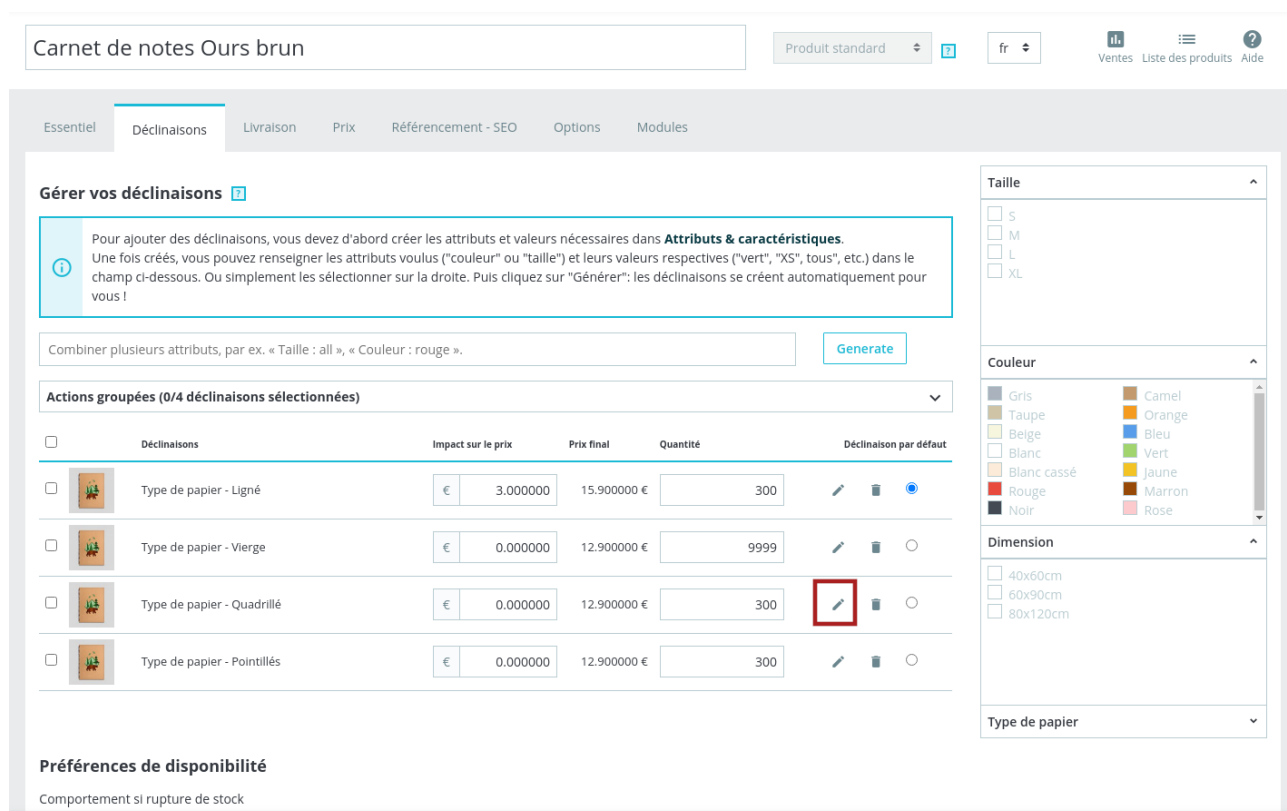 Carnet de notes Ours brun
Produit standard
?
fr
Ventes
Liste des produits
?
Aide
Essentiel
Déclinaisons
Livraison
Prix
Référencement - SEO
Options
Modules
Gérer vos déclinaisons ?
Pour ajouter des déclinaisons, vous devez d'abord créer les attributs et valeurs nécessaires dans Attributs & caractéristiques.
Une fois créés, vous pouvez renseigner les attributs voulus ("couleur" ou "taille") et leurs valeurs respectives ("vert", "XS", tous", etc.) dans le
champ ci-dessous. Ou simplement les sélectionner sur la droite. Puis cliquez sur "Générer": les déclinaisons se créent automatiquement pour
vous !
Combiner plusieurs attributs, par ex. « Taille : all », « Couleur : rouge ».
Generate
Actions groupées (0/4 déclinaisons sélectionnées)
Déclinaisons Impact sur le prix Prix final Quantité Déclinaison par défaut
Type de papier - Ligné € 3.000000 15.900000 € 300
Type de papier - Vierge € 0.000000 12.900000 € 9999
Type de papier - Quadrillé € 0.000000 12.900000 € 300
Type de papier - Pointillés € 0.000000 12.900000 € 300
Préférences de disponibilité
Comportement si rupture de stock
Taille
S
M
L
XL
Couleur
Gris
Taupe
Beige
Blanc
Blanc cassé
Rouge
Noir
Camel
Orange
Bleu
Vert
Jaune
Marron
Rose
Dimension
40x60cm
60x90cm
80x120cm
Type de papier